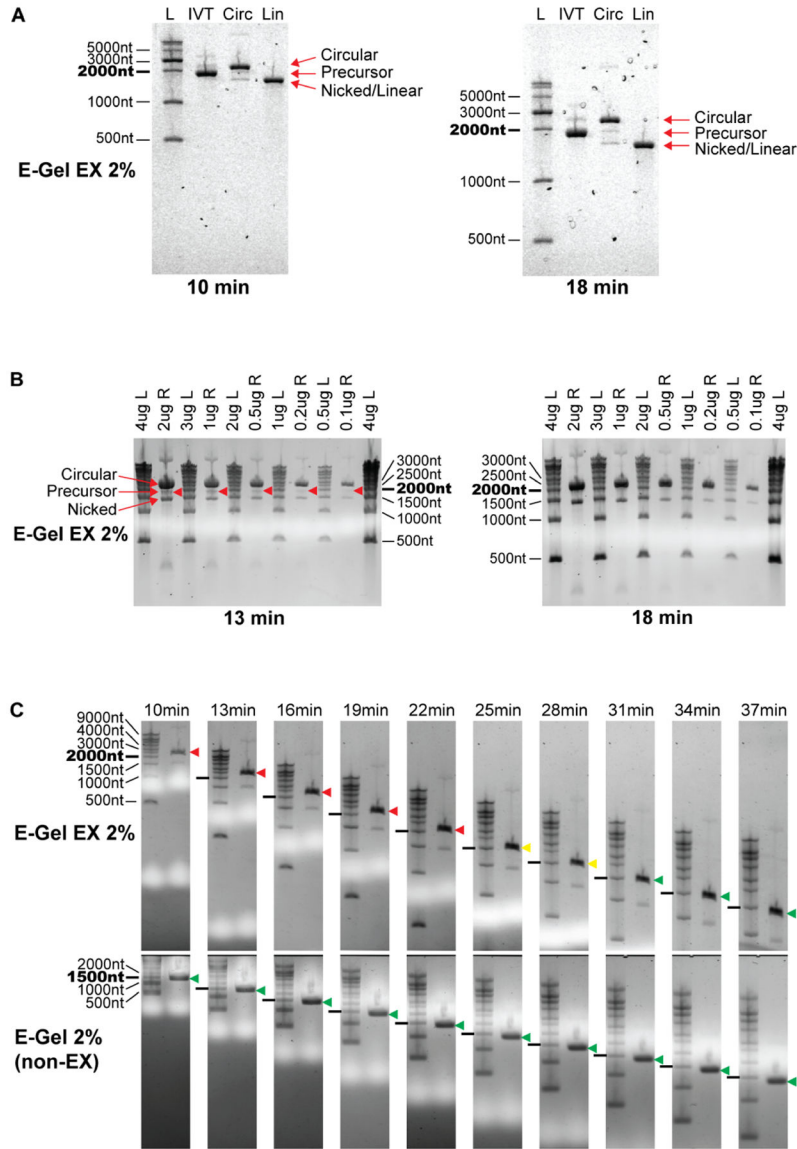 A
L IVT Circ Lin
5000nt
3000nt
2000nt
1000nt
500nt
Circular
Precursor
Nicked/Linear
E-Gel EX 2%
10 min
L IVT Circ Lin
5000nt
3000nt
2000nt
1000nt
500nt
Circular
Precursor
Nicked/Linear
18 min
B
4ug L 2ug R 3ug L 1ug R 2ug L 0.5ug R 1ug L 0.2ug R 0.5ug L 0.1ug R 4ug L
Circular
Precursor
Nicked
3000nt
2500nt
2000nt
1500nt
1000nt
500nt
E-Gel EX 2%
13 min
4ug L 2ug R 3ug L 1ug R 2ug L 0.5ug R 1ug L 0.2ug R 0.5ug L 0.1ug R 4ug L
3000nt
2500nt
2000nt
1500nt
1000nt
500nt
18 min
C
10min 13min 16min 19min 22min 25min 28min 31min 34min 37min
9000nt
4000nt
3000nt
2000nt
1500nt
1000nt
500nt
E-Gel EX 2%
2000nt
1500nt
1000nt
500nt
E-Gel 2%
(non-EX)